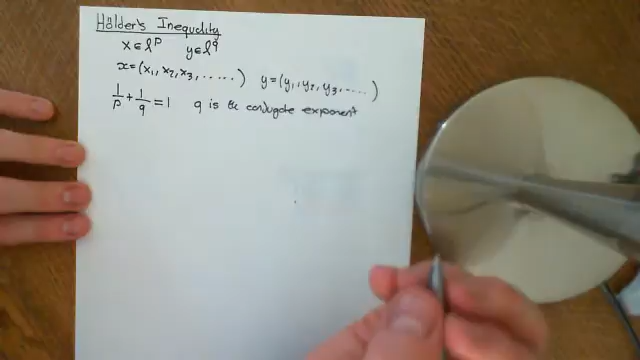 Hölder's Inequality
x ∈ l^p y ∈ l^q
x = (x₁, x₂, x₃, ......) y = (y₁, y₂, y₃, .....)
1/p + 1/q = 1 q is the conjugate exponent